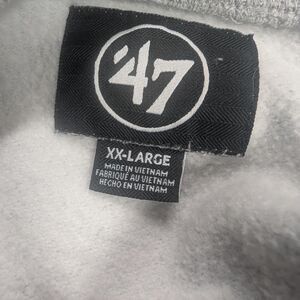 '47
XX-LARGE
MADE IN VIETNAM
FABRIQUÉ AU VIETNAM
HECHO EN VIETNAM